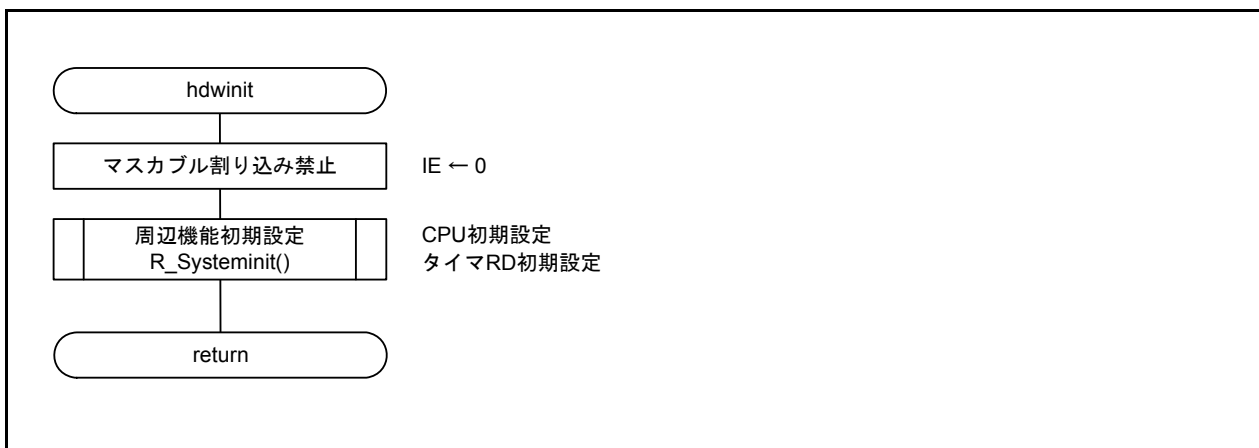 hdwinit
マスカブル割り込み禁止
IE ← 0
周辺機能初期設定
R_Systeminit()
CPU初期設定
タイマRD初期設定
return